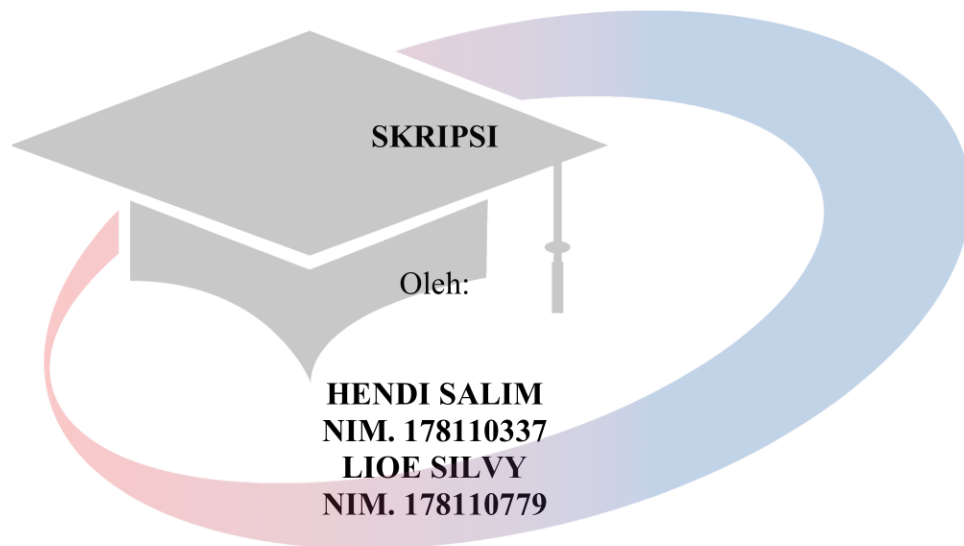 SKRIPSI
Oleh:
HENDI SALIM
NIM. 178110337
LIOE SILVY
NIM. 178110779